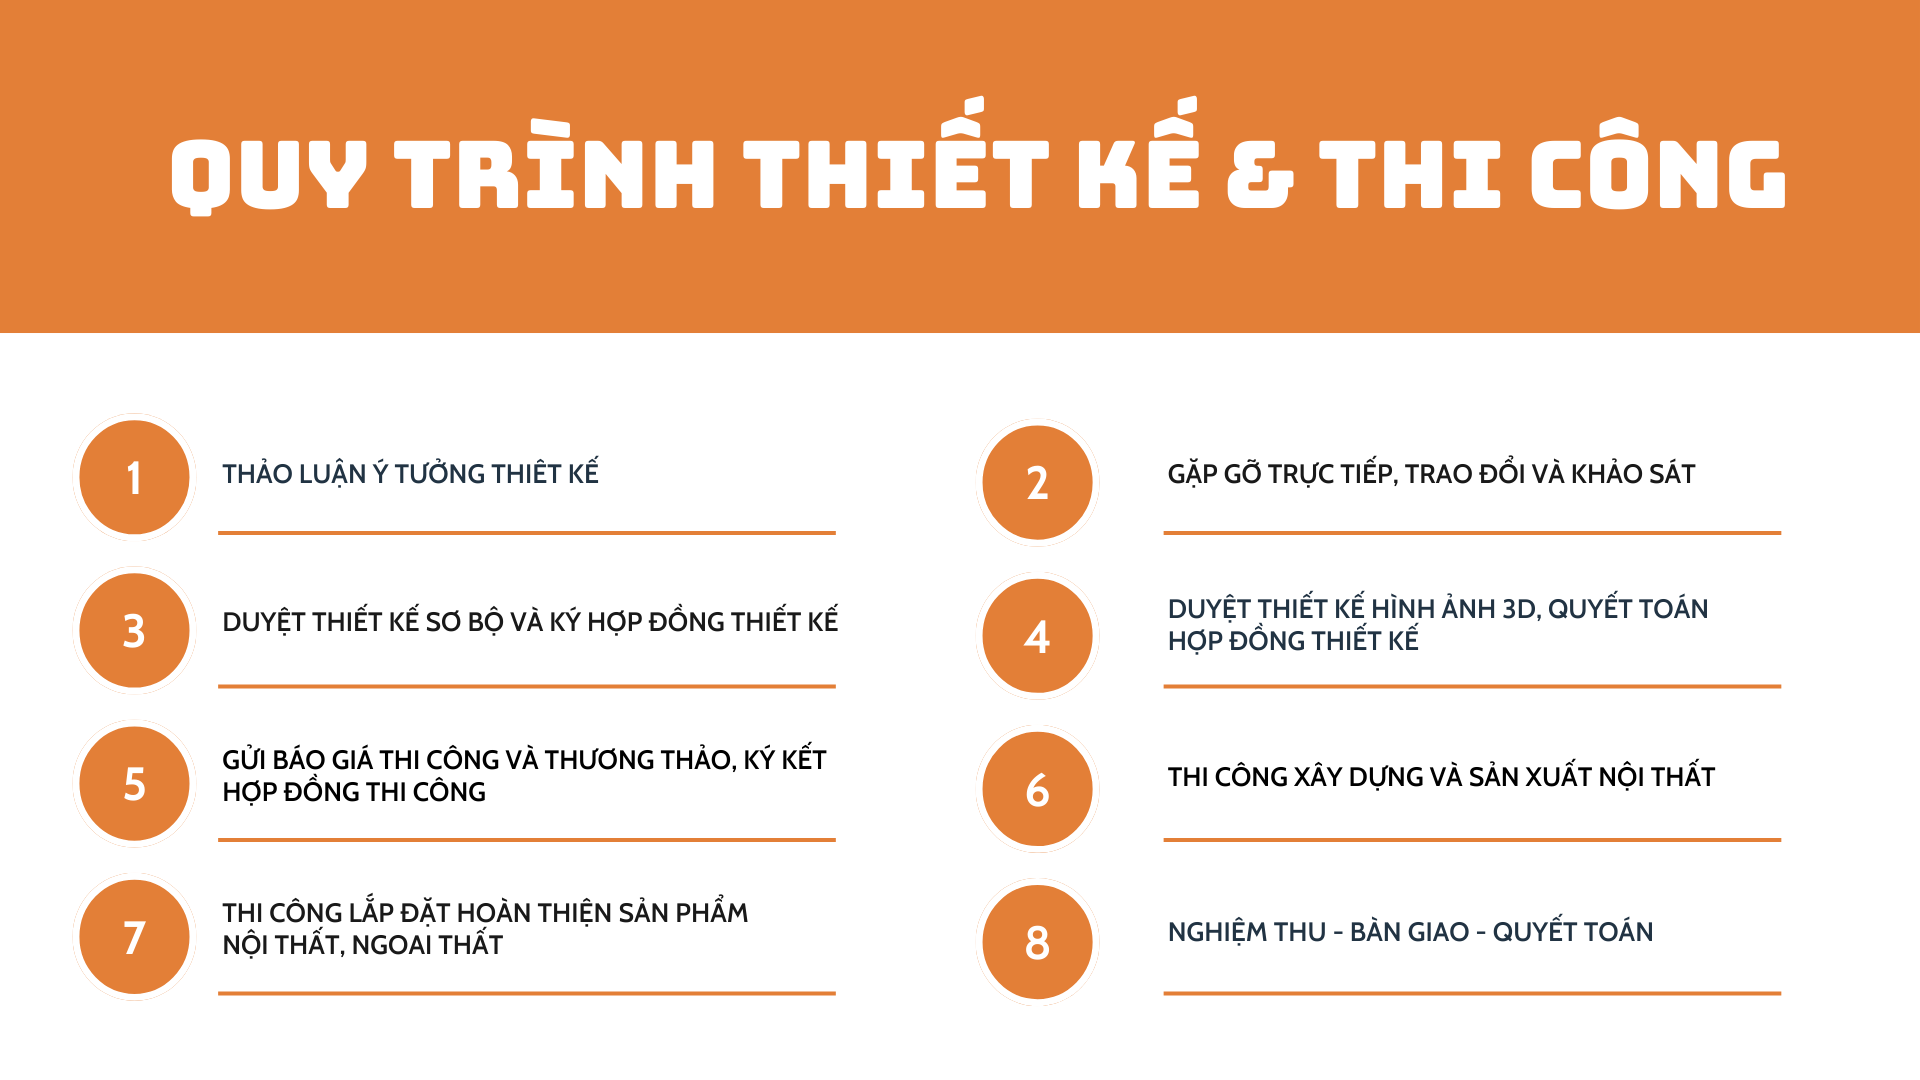 QUY TRÌNH THIẾT KẾ & THI CÔNG
1
THẢO LUẬN Ý TƯỞNG THIÊT KẾ
2
GẶP GỠ TRỰC TIẾP, TRAO ĐỔI VÀ KHẢO SÁT
3
DUYỆT THIẾT KẾ SƠ BỘ VÀ KÝ HỢP ĐỒNG THIẾT KẾ
4
DUYỆT THIẾT KẾ HÌNH ẢNH 3D, QUYẾT TOÁN
HỢP ĐỒNG THIẾT KẾ
5
GỬI BÁO GIÁ THI CÔNG VÀ THƯƠNG THẢO, KÝ KẾT
HỢP ĐỒNG THI CÔNG
6
THI CÔNG XÂY DỰNG VÀ SẢN XUẤT NỘI THẤT
7
THI CÔNG LẮP ĐẶT HOÀN THIỆN SẢN PHẨM
NỘI THẤT, NGOAI THẤT
8
NGHIỆM THU - BÀN GIAO - QUYẾT TOÁN